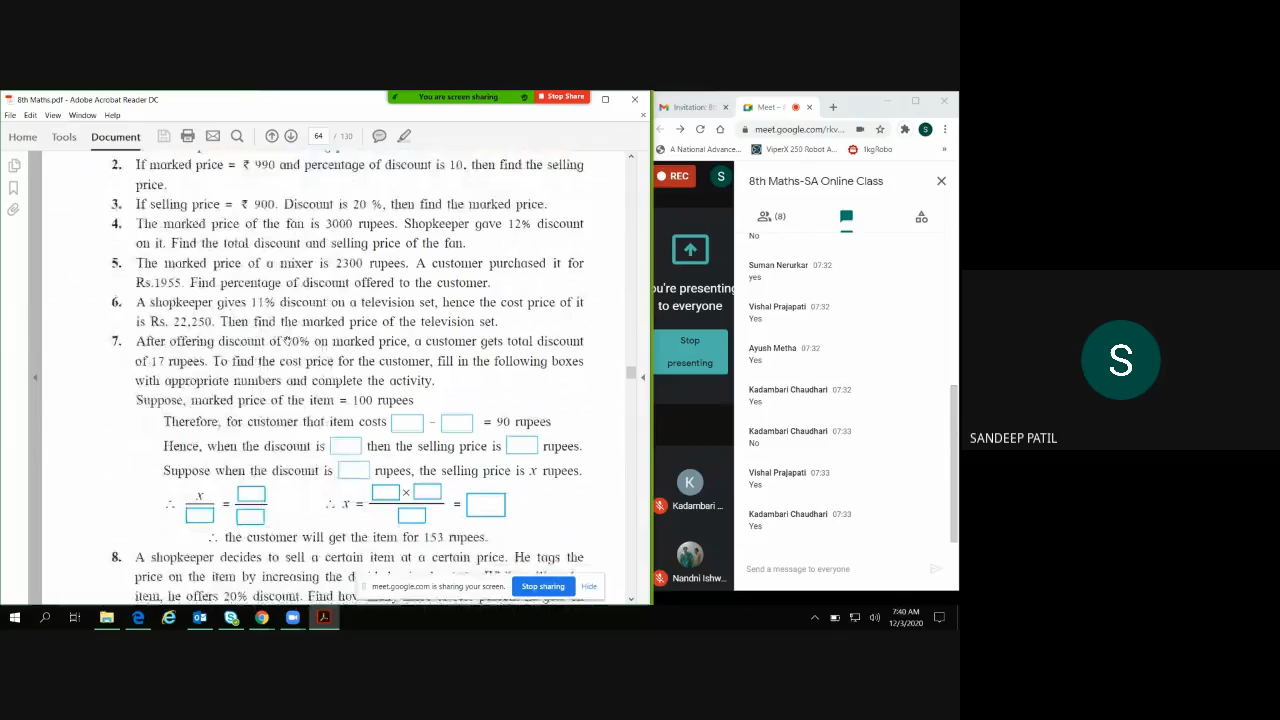 8th Maths.pdf - Adobe Acrobat Reader DC
You are screen sharing
Stop Share
File Edit View Window Help
Home Tools Document
64 / 130
2. If marked price = ₹ 990 and percentage of discount is 10, then find the selling
price.
3. If selling price = ₹ 900. Discount is 20 %, then find the marked price.
4. The marked price of the fan is 3000 rupees. Shopkeeper gave 12% discount
on it. Find the total discount and selling price of the fan.
5. The marked price of a mixer is 2300 rupees. A customer purchased it for
Rs.1955. Find percentage of discount offered to the customer.
6. A shopkeeper gives 11% discount on a television set, hence the cost price of it
is Rs. 22,250. Then find the marked price of the television set.
7. After offering discount of 10% on marked price, a customer gets total discount
of 17 rupees. To find the cost price for the customer, fill in the following boxes
with appropriate numbers and complete the activity.
Suppose, marked price of the item = 100 rupees
Therefore, for customer that item costs - = 90 rupees
Hence, when the discount is then the selling price is rupees.
Suppose when the discount is rupees, the selling price is x rupees.
∴ x = ∴ x = × =
∴ the customer will get the item for 153 rupees.
8. A shopkeeper decides to sell a certain item at a certain price. He tags the
price on the item by increasing the
item, he offers 20% discount. Find
meet.google.com is sharing your screen.
Stop sharing
Hide
Invitation: 8t
Meet –
meet.google.com/rkv...
A National Advance...
ViperX 250 Robot A...
1kgRobo
»
REC
S
You're presenting
to everyone
Stop
presenting
K
Kadambari ...
Nandni Ishw...
8th Maths-SA Online Class
(8)
No
Suman Nerurkar 07:32
yes
Vishal Prajapati 07:32
Yes
Ayush Metha 07:32
Yes
Kadambari Chaudhari 07:32
Yes
Kadambari Chaudhari 07:33
No
Vishal Prajapati 07:33
Yes
Kadambari Chaudhari 07:33
Yes
Send a message to everyone
S
SANDEEP PATIL
7:40 AM
12/3/2020